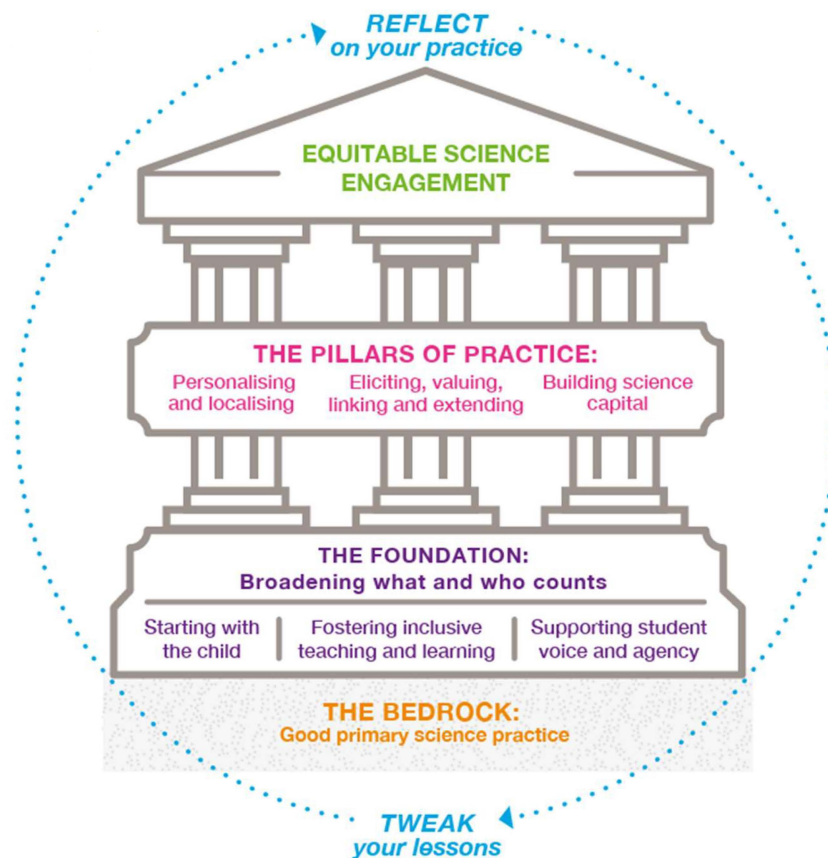 REFLECT
on your practice
EQUITABLE SCIENCE
ENGAGEMENT
THE PILLARS OF PRACTICE:
Personalising
and localising
Eliciting, valuing,
linking and extending
Building science
capital
THE FOUNDATION:
Broadening what and who counts
Starting with
the child
Fostering inclusive
teaching and learning
Supporting student
voice and agency
THE BEDROCK:
Good primary science practice
TWEAK
your lessons